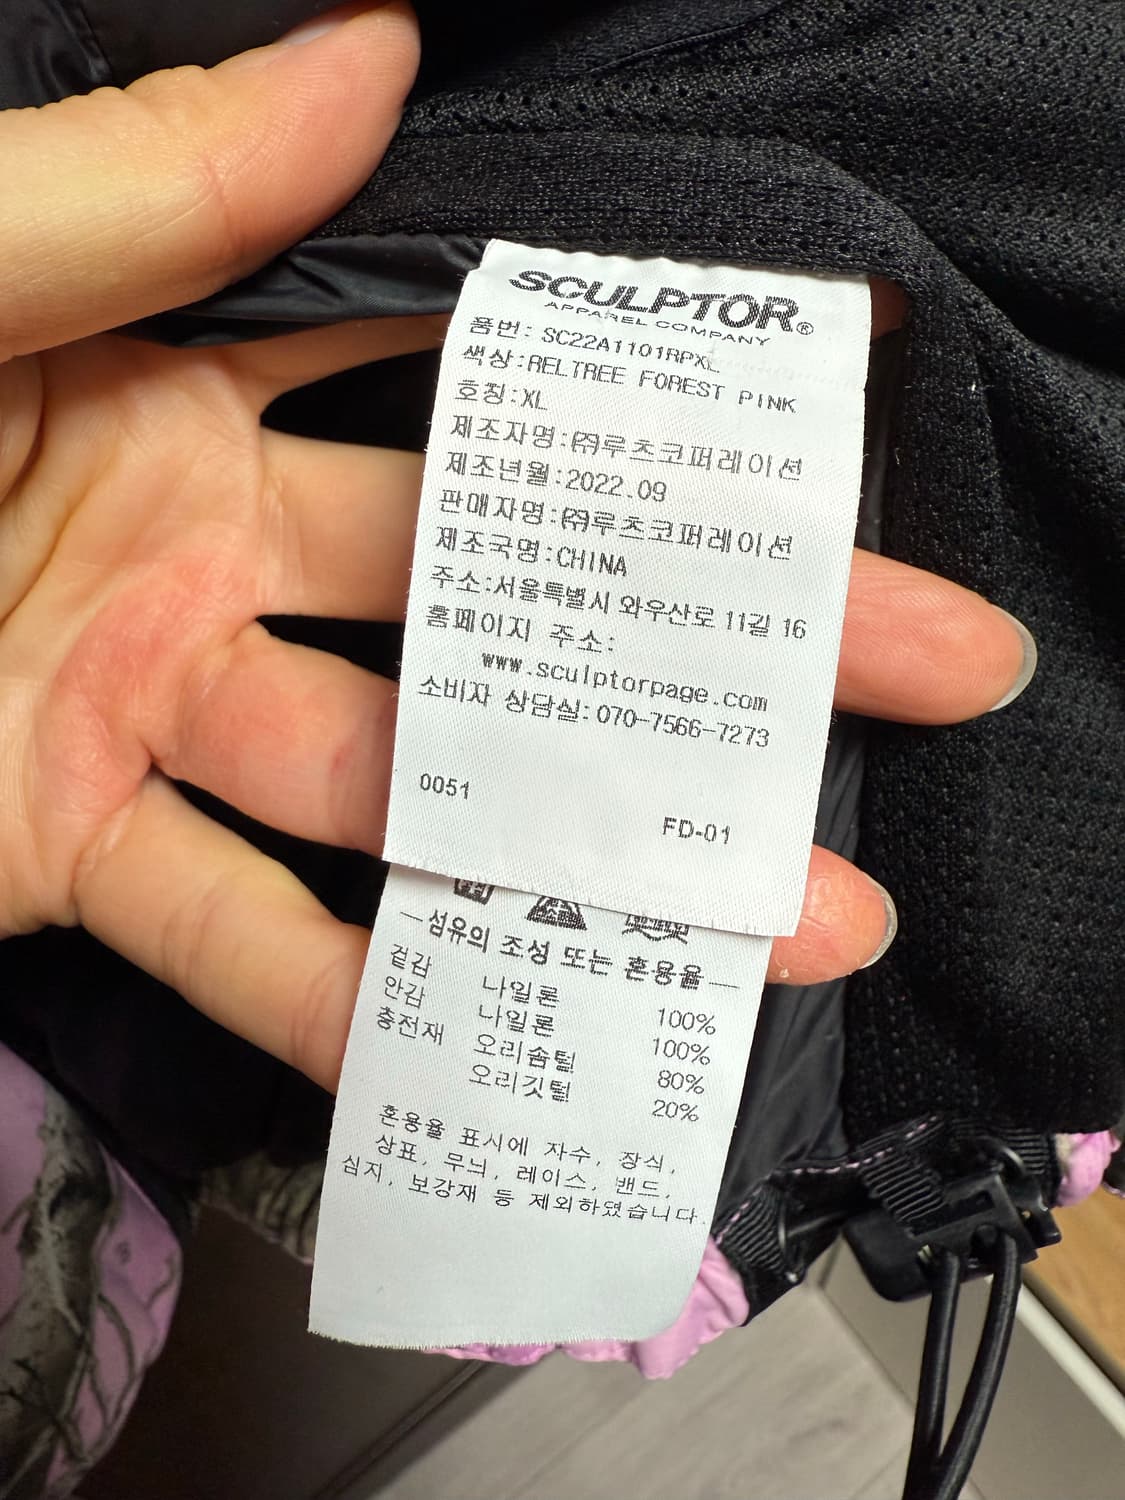 SCULPTOR®
APPAREL COMPANY
품번: SC22A1101RPXL
색상:RELTREE FOREST PINK
호칭:XL
제조자명:㈜루츠코퍼레이션
제조년월:2022.09
판매자명:㈜루츠코퍼레이션
제조국명:CHINA
주소:서울특별시 와우산로 11길 16
홈페이지 주소:
www.sculptorpage.com
소비자 상담실: 070-7566-7273
0051
FD-01
—섬유의 조성 또는 혼용율—
겉감 나일론 100%
안감 나일론 100%
충전재 오리솜털 80%
오리깃털 20%
혼용율 표시에 자수, 장식,
상표, 무늬, 레이스, 밴드,
심지, 보강재 등 제외하였습니다.